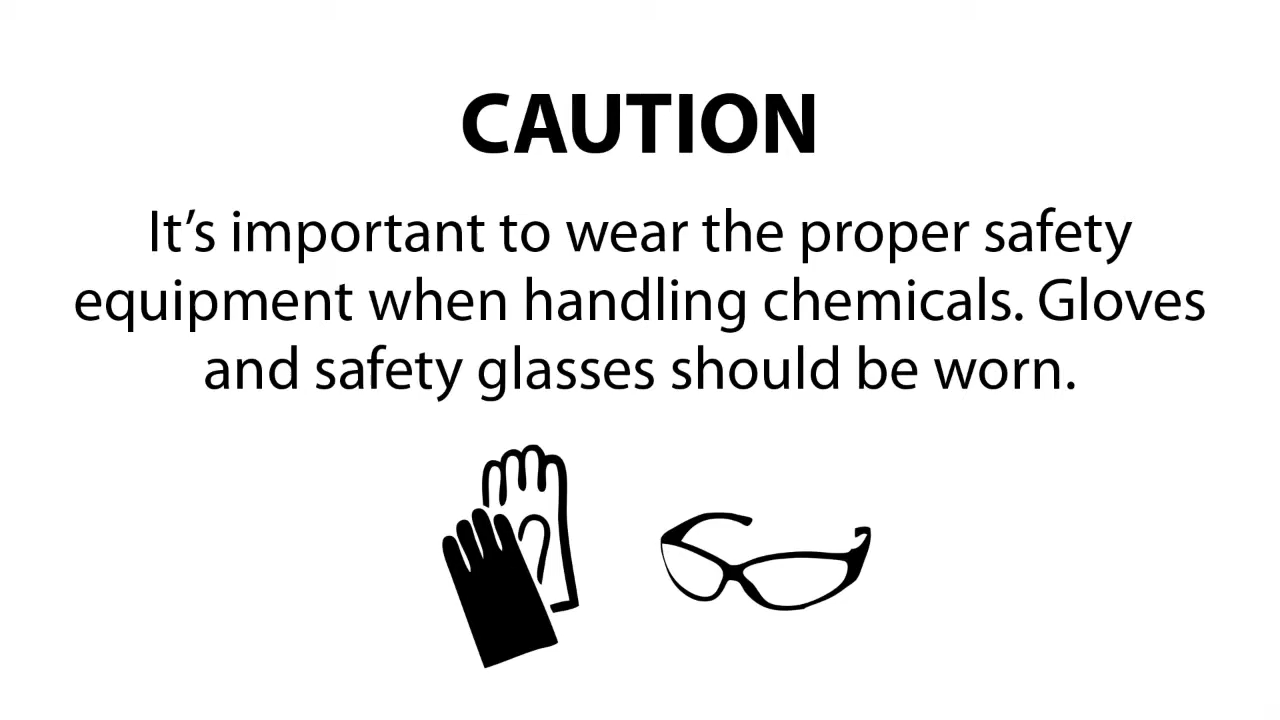 CAUTION
It’s important to wear the proper safety
equipment when handling chemicals. Gloves
and safety glasses should be worn.